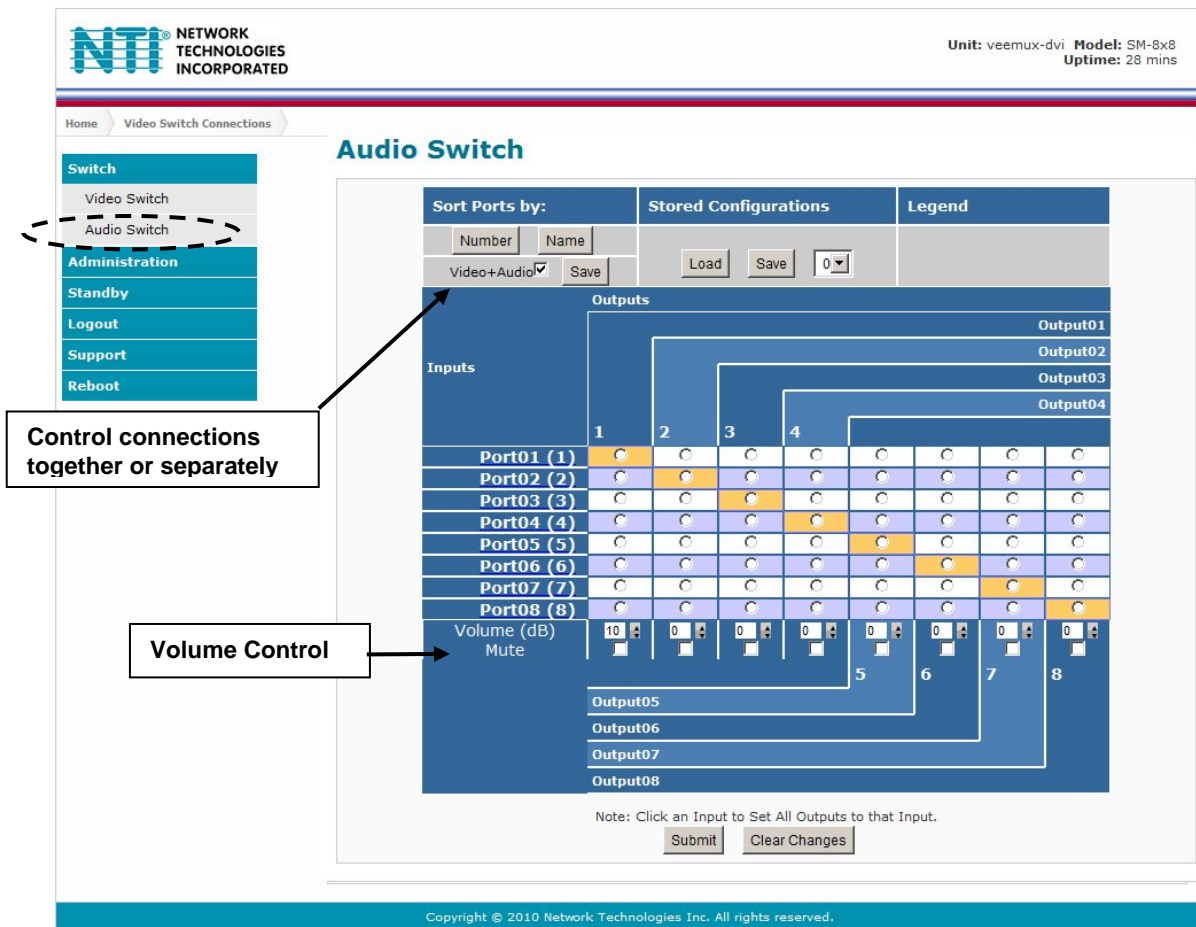 NTI® NETWORK
TECHNOLOGIES
INCORPORATED
Unit: veemux-dvi Model: SM-8x8
Uptime: 28 mins
Home Video Switch Connections
Switch
Video Switch
Audio Switch
Administration
Standby
Logout
Support
Reboot
Control connections
together or separately
Volume Control
Audio Switch
Sort Ports by: Stored Configurations Legend
Number Name
Load Save 0
Video+Audio Save
Outputs
Output01
Output02
Inputs
Output03
Output04
1 2 3 4
Port01 (1)
Port02 (2)
Port03 (3)
Port04 (4)
Port05 (5)
Port06 (6)
Port07 (7)
Port08 (8)
Volume (dB) 10 0 0 0 0 0 0 0
Mute
5 6 7 8
Output05
Output06
Output07
Output08
Note: Click an Input to Set All Outputs to that Input.
Submit Clear Changes
Copyright © 2010 Network Technologies Inc. All rights reserved.